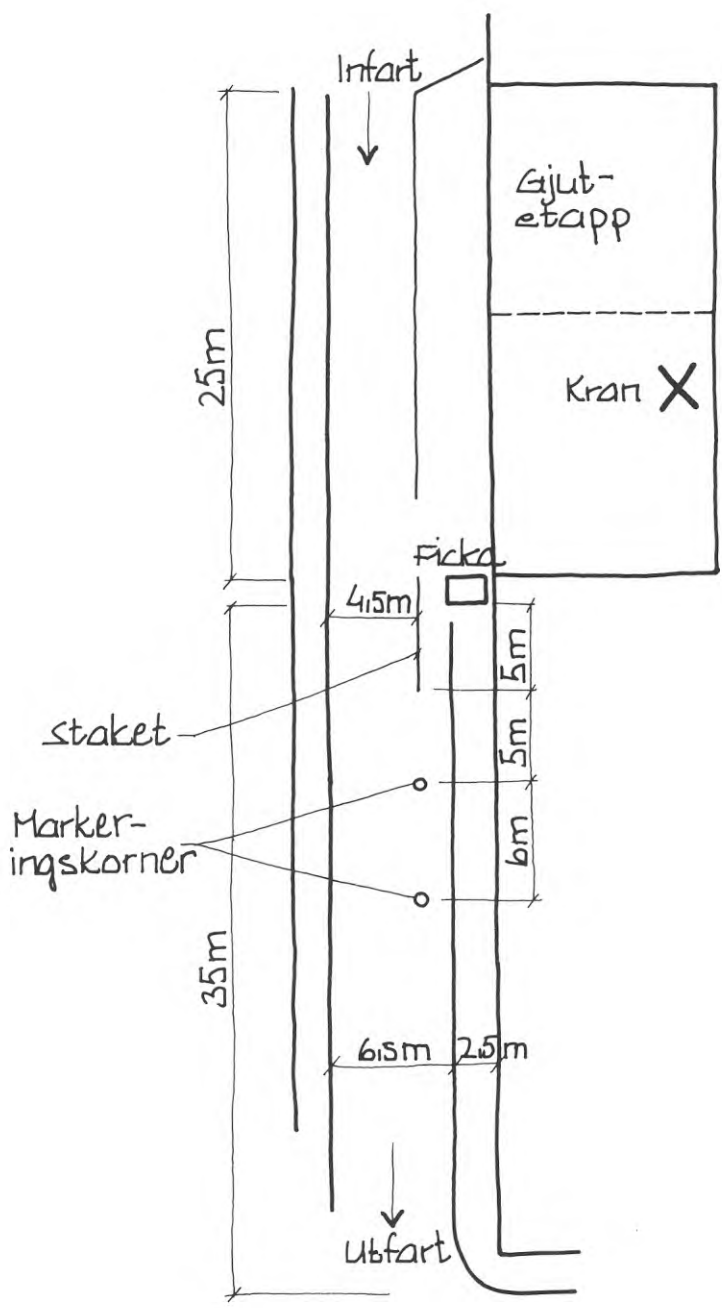 Infart
Gjut-
etapp
25m
Kran
Ficka
4,5m
5m
staket
5m
Marker-
ingskorner
6m
35m
6,5m
2,5m
Utfart